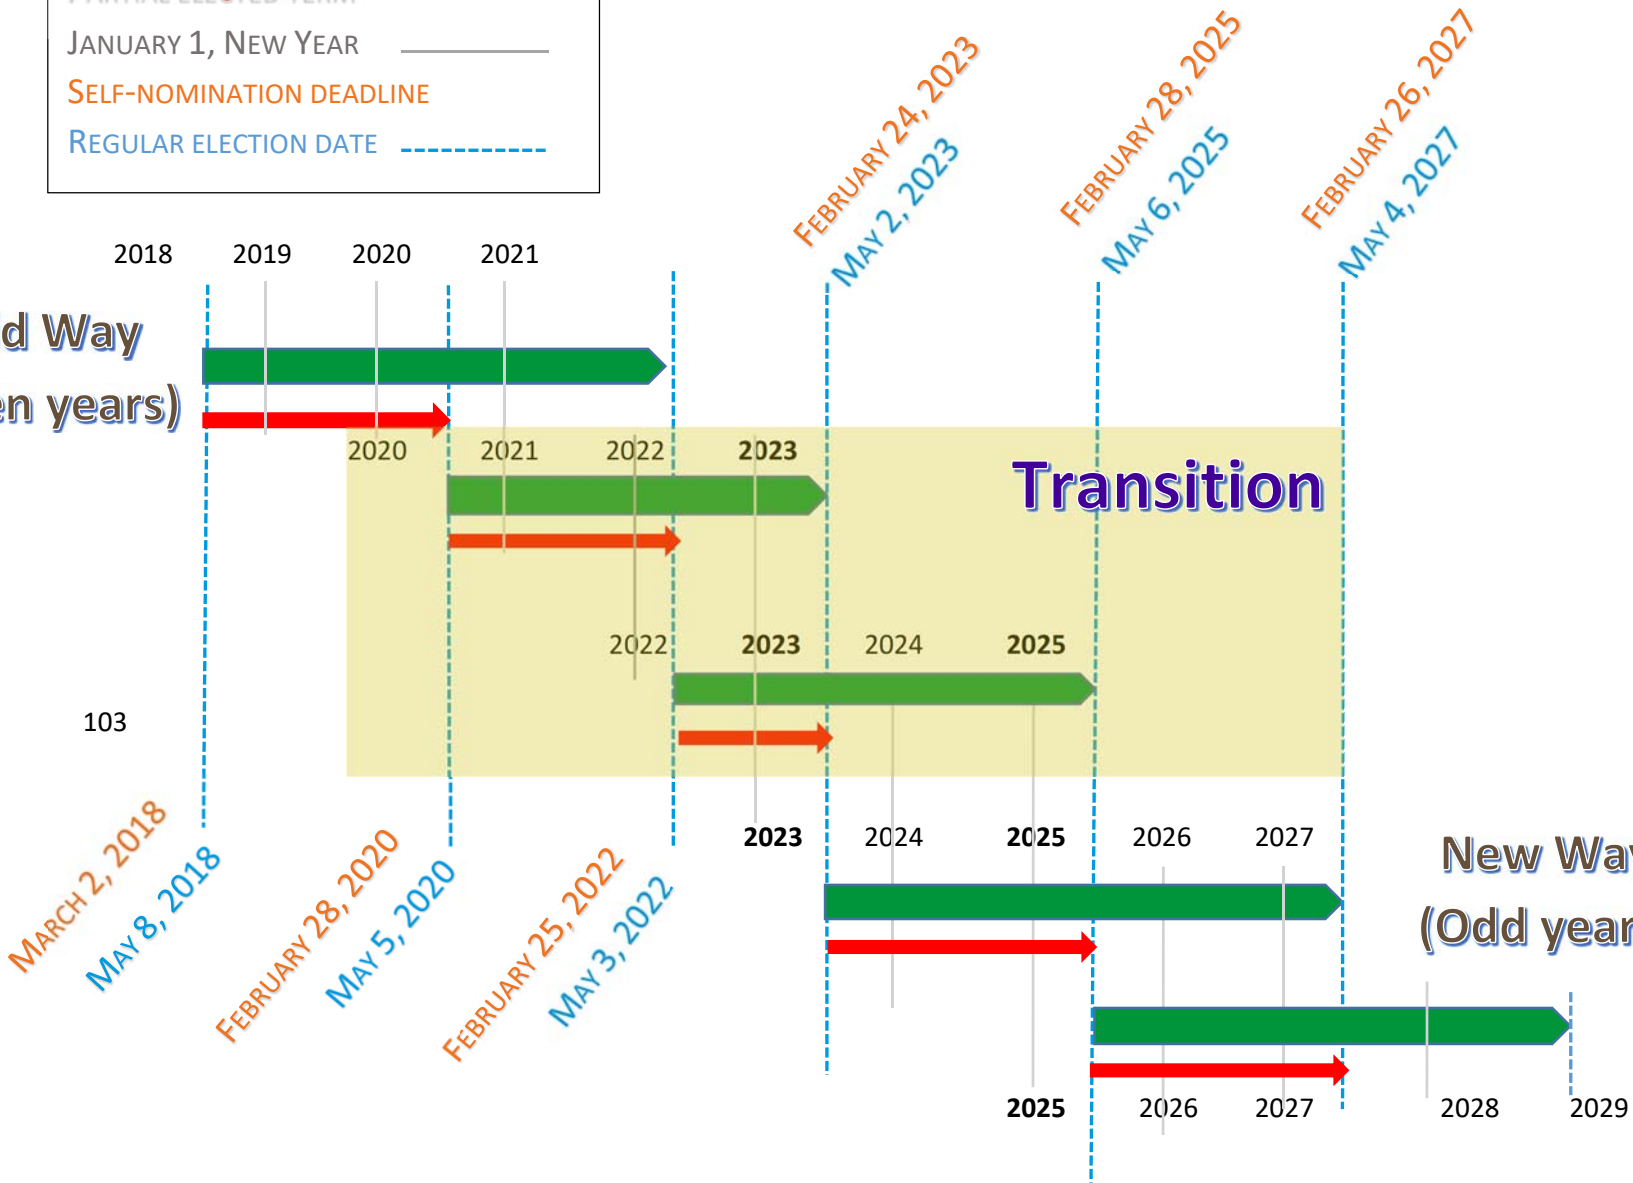 PARTIAL ELECTED TERM
JANUARY 1, NEW YEAR
SELF-NOMINATION DEADLINE
REGULAR ELECTION DATE
FEBRUARY 24, 2023
MAY 2, 2023
FEBRUARY 28, 2025
MAY 6, 2025
FEBRUARY 26, 2027
MAY 4, 2027
2018 2019 2020 2021
d Way
en years)
2020 2021 2022 2023
Transition
2022 2023 2024 2025
103
2023 2024 2025 2026 2027
MARCH 2, 2018
MAY 8, 2018
FEBRUARY 28, 2020
MAY 5, 2020
FEBRUARY 25, 2022
MAY 3, 2022
New Way
(Odd year
2025 2026 2027 2028 2029